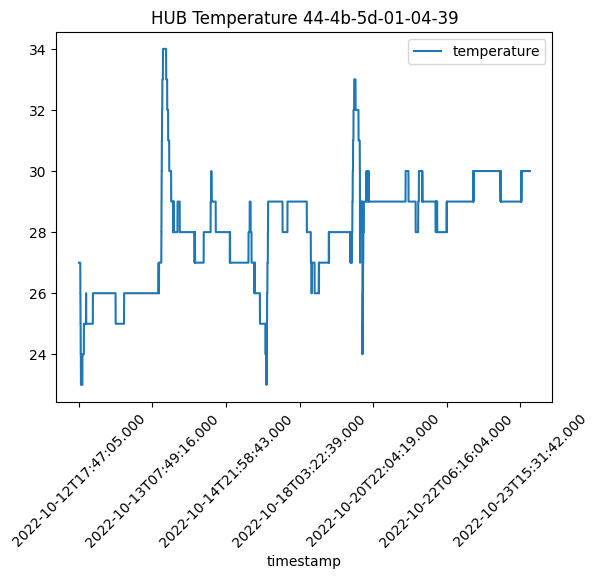 HUB Temperature 44-4b-5d-01-04-39
temperature
34
32
30
28
26
24
2022-10-12T17:47:05.000
2022-10-13T07:49:16.000
2022-10-14T21:58:43.000
2022-10-18T03:22:39.000
2022-10-20T22:04:19.000
2022-10-22T06:16:04.000
2022-10-23T15:31:42.000
timestamp